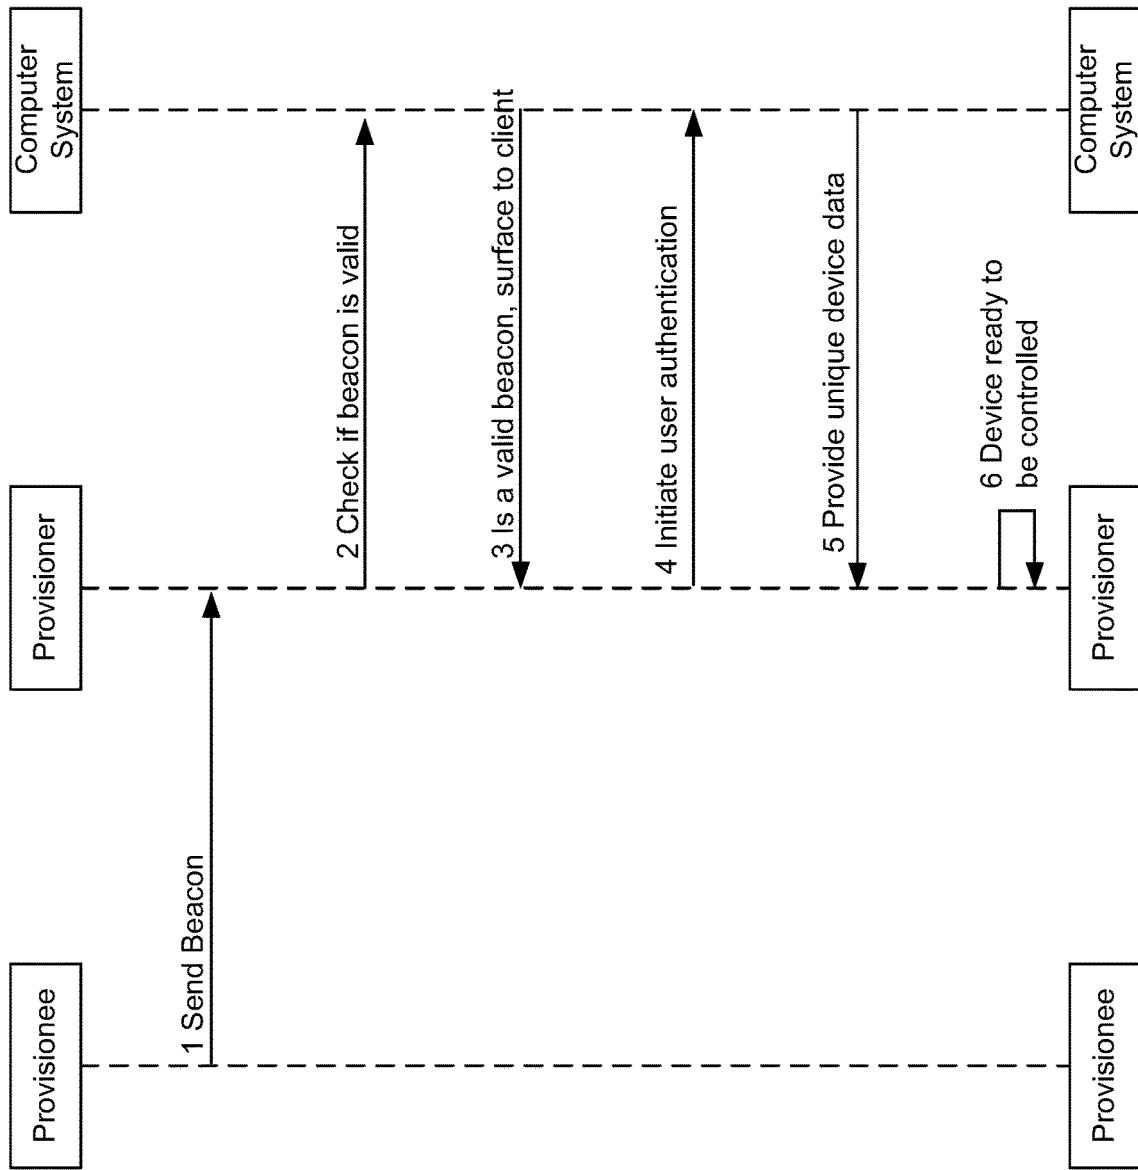 Provisionee
Provisioner
Computer
System
1 Send Beacon
2 Check if beacon is valid
3 Is a valid beacon, surface to client
4 Initiate user authentication
5 Provide unique device data
6 Device ready to
be controlled
Provisionee
Provisioner
Computer
System